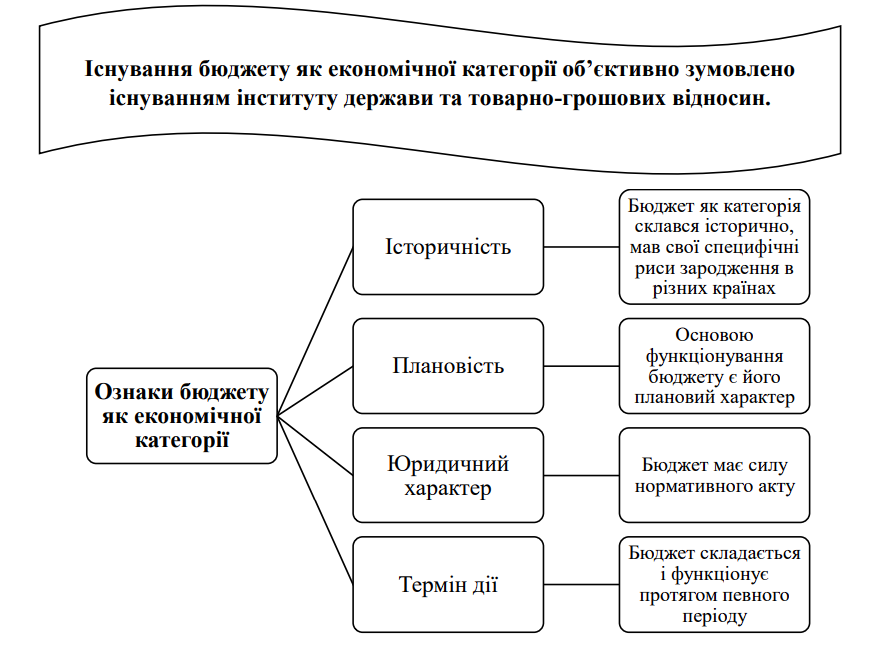 Існування бюджету як економічної категорії об’єктивно зумовлено
існуванням інституту держави та товарно-грошових відносин.
Ознаки бюджету
як економічної
категорії
Історичність
Бюджет як категорія
склався історично,
мав свої специфічні
риси зародження в
різних країнах
Плановість
Основою
функціонування
бюджету є його
плановий характер
Юридичний
характер
Бюджет має силу
нормативного акту
Термін дії
Бюджет складається
і функціонує
протягом певного
періоду